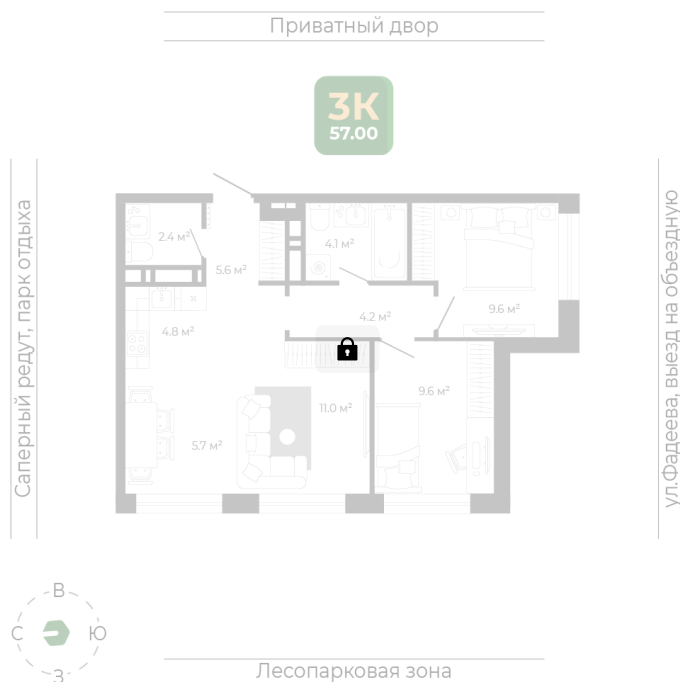 Приватный двор
3К
57.00
Саперный редут, парк отдыха
ул.Фадеева, выезд на объездную
2.4 м²
5.6 м²
4.1 м²
9.6 м²
4.8 м²
4.2 м²
9.6 м²
11.0 м²
5.7 м²
В
С
Ю
З
Лесопарковая зона